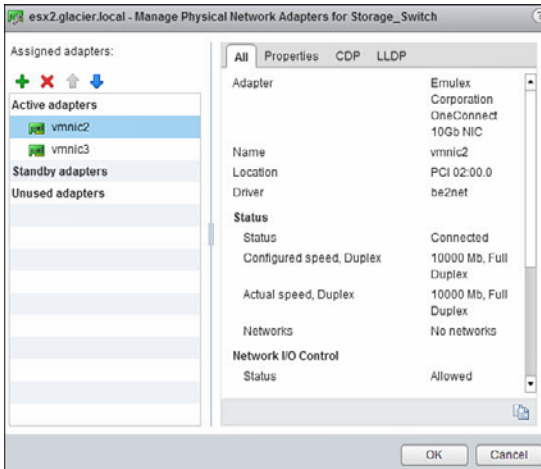 esx2.glacier.local - Manage Physical Network Adapters for Storage_Switch
?
Assigned adapters:
Active adapters
vmnic2
vmnic3
Standby adapters
Unused adapters
All Properties CDP LLDP
Adapter Emulex
Corporation
OneConnect
10Gb NIC
Name vmnic2
Location PCI 02:00.0
Driver be2net
Status
Status Connected
Configured speed, Duplex 10000 Mb, Full
Duplex
Actual speed, Duplex 10000 Mb, Full
Duplex
Networks No networks
Network I/O Control
Status Allowed
OK Cancel